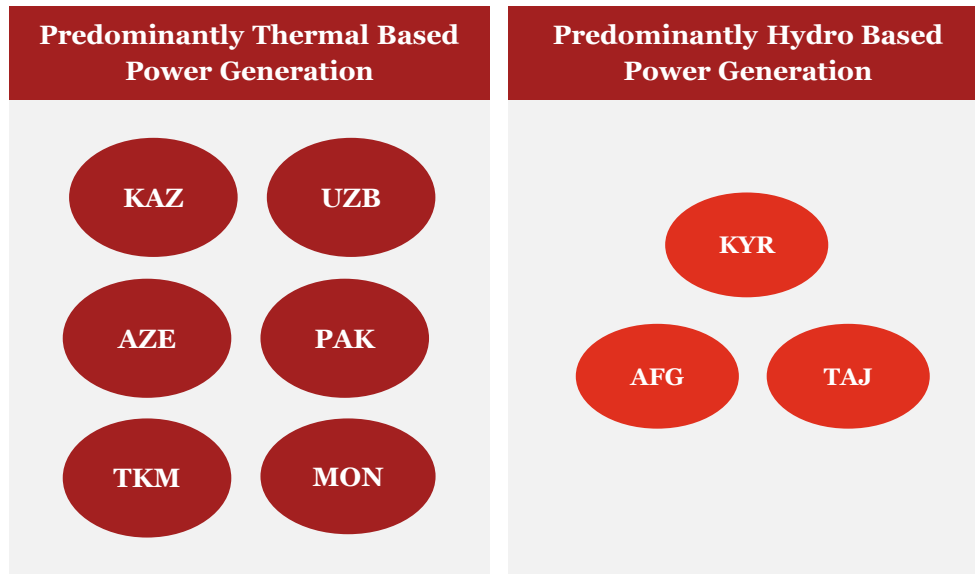 Predominantly Thermal Based
Power Generation
KAZ
UZB
AZE
PAK
TKM
MON
Predominantly Hydro Based
Power Generation
KYR
AFG
TAJ